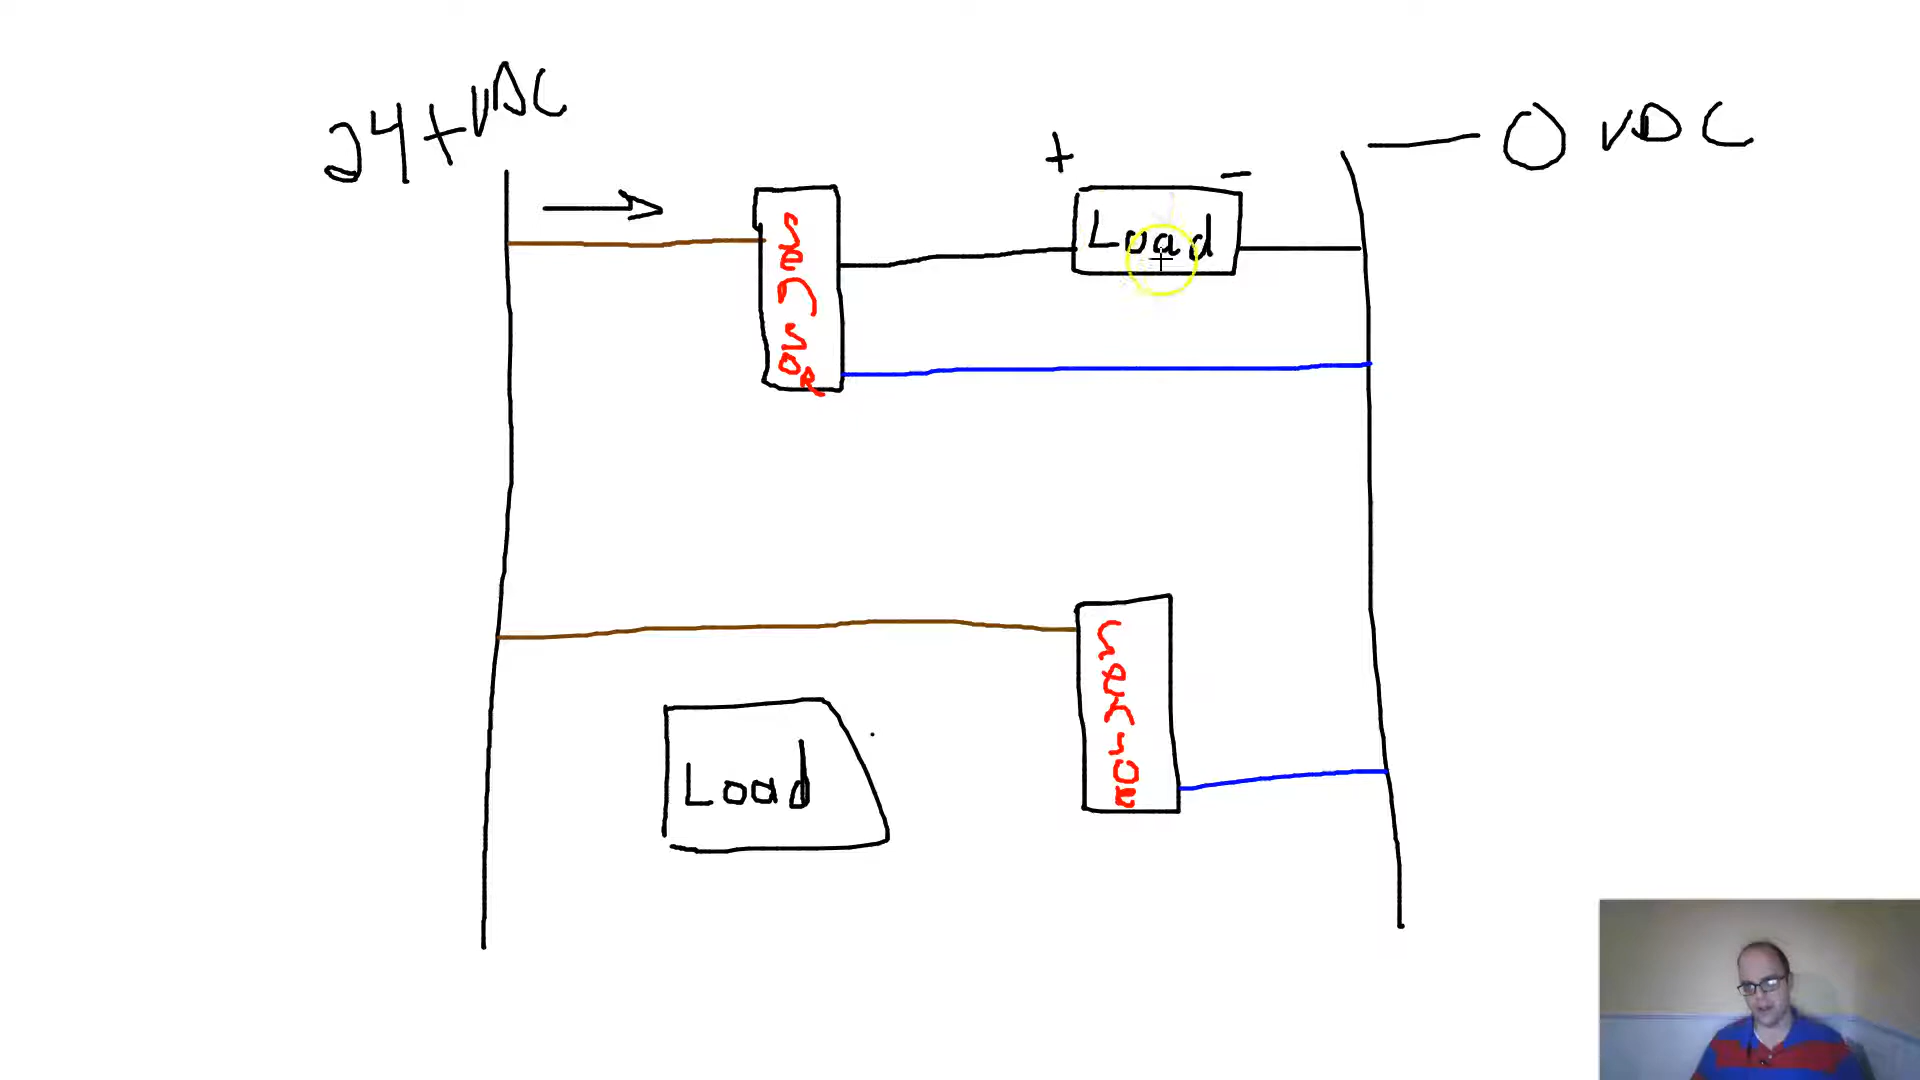 24+VDC
— 0 VDC
+ -
SENSOR
Load
SENSOR
Load